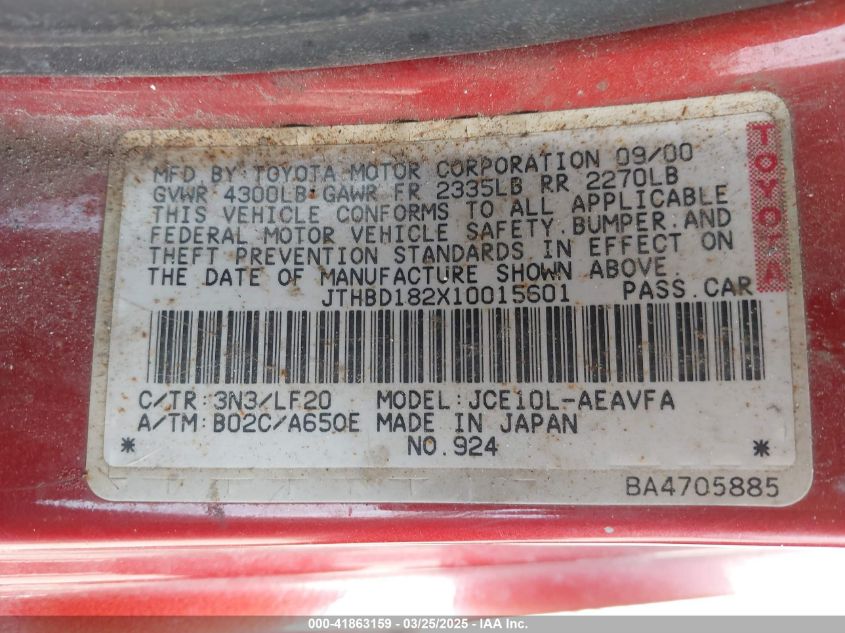 MFD BY TOYOTA MOTOR CORPORATION 09/00
GVWR 4300LB GAWR FR 2335LB RR 2270LB
THIS VEHICLE CONFORMS TO ALL APPLICABLE
FEDERAL MOTOR VEHICLE SAFETY.BUMPER.AND
THEFT PREVENTION STANDARDS IN EFFECT ON
THE DATE OF MANUFACTURE SHOWN ABOVE.
JTHBD182X10015601 PASS.CAR
TOYOTA
C/TR:3N3/LF20 MODEL:JCE10L-AEAVFA
A/TM:B02C/A650E MADE IN JAPAN
* NO.924 *
BA4705885
000-41863159 - 03/25/2025 - IAA Inc.